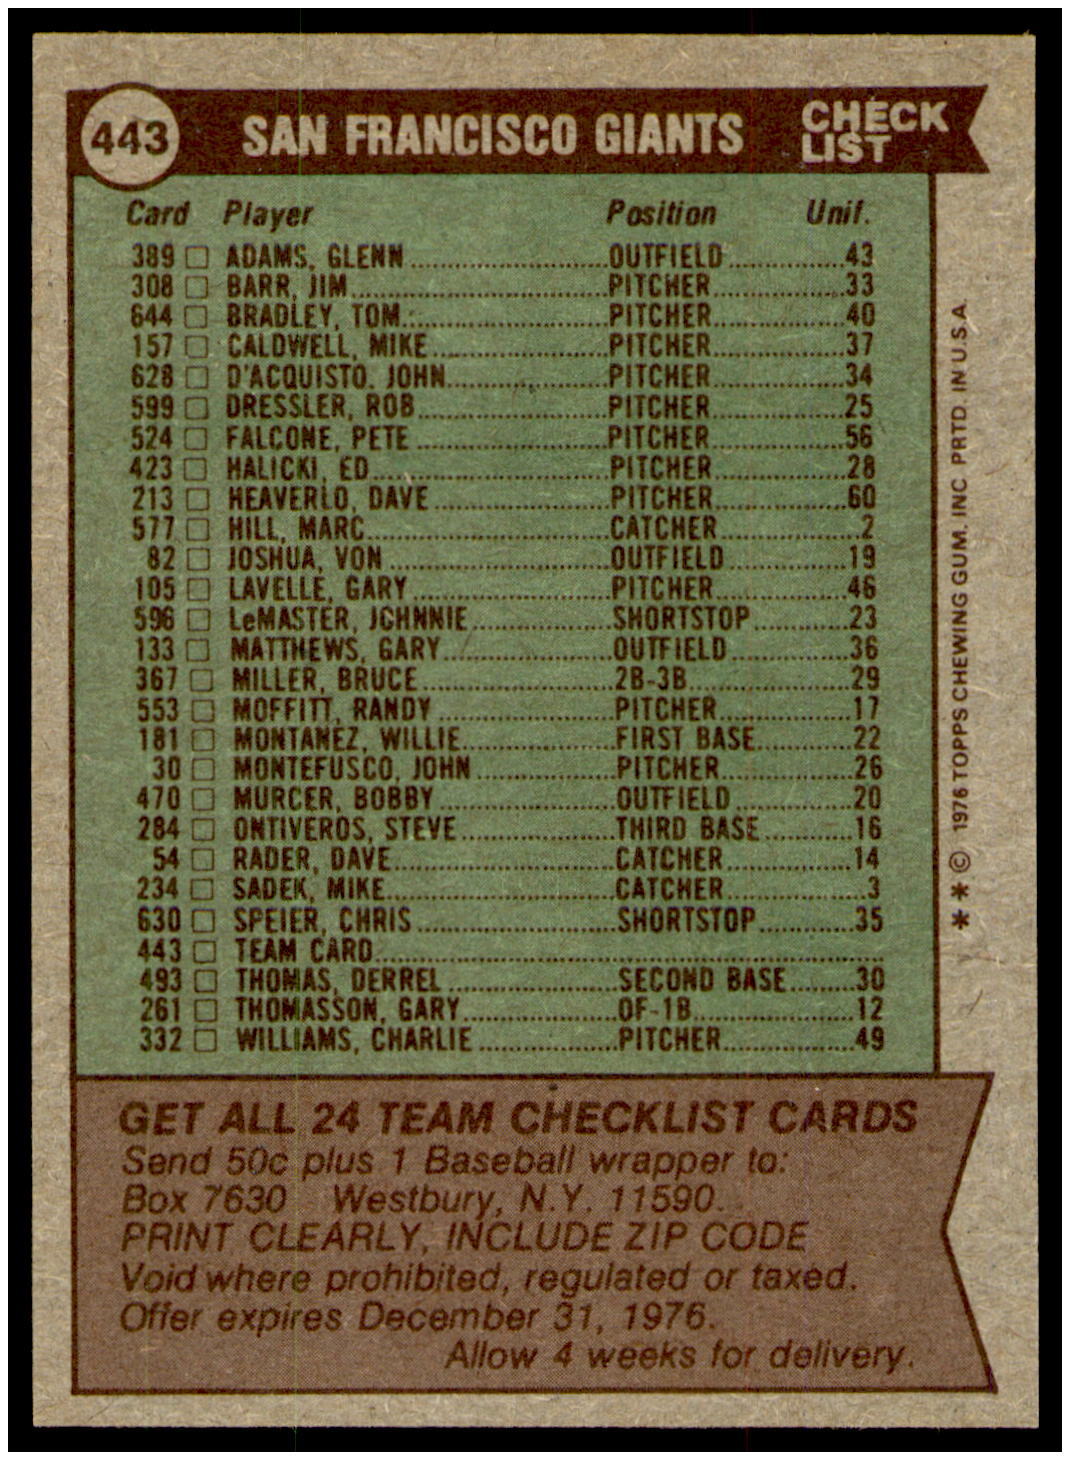 443 SAN FRANCISCO GIANTS CHECK LIST
Card Player Position Unif.
389 □ ADAMS, GLENN OUTFIELD 43
308 □ BARR, JIM PITCHER 33
644 □ BRADLEY, TOM PITCHER 40
157 □ CALDWELL, MIKE PITCHER 37
628 □ D'ACQUISTO, JOHN PITCHER 34
599 □ DRESSLER, ROB PITCHER 25
524 □ FALCONE, PETE PITCHER 56
423 □ HALICKI, ED PITCHER 28
213 □ HEAVERLO, DAVE PITCHER 60
577 □ HILL, MARC CATCHER 2
82 □ JOSHUA, VON OUTFIELD 19
105 □ LAVELLE, GARY PITCHER 46
596 □ LeMASTER, JOHNNIE SHORTSTOP 23
133 □ MATTHEWS, GARY OUTFIELD 36
367 □ MILLER, BRUCE 2B-3B 29
553 □ MOFFITT, RANDY PITCHER 17
181 □ MONTANEZ, WILLIE FIRST BASE 22
30 □ MONTEFUSCO, JOHN PITCHER 26
470 □ MURCER, BOBBY OUTFIELD 20
284 □ ONTIVEROS, STEVE THIRD BASE 16
54 □ RADER, DAVE CATCHER 14
234 □ SADEK, MIKE CATCHER 3
630 □ SPEIER, CHRIS SHORTSTOP 35
443 □ TEAM CARD
493 □ THOMAS, DERREL SECOND BASE 30
261 □ THOMASSON, GARY OF-1B 12
332 □ WILLIAMS, CHARLIE PITCHER 49
GET ALL 24 TEAM CHECKLIST CARDS
Send 50c plus 1 Baseball wrapper to:
Box 7630 Westbury, N.Y. 11590.
PRINT CLEARLY, INCLUDE ZIP CODE
Void where prohibited, regulated or taxed.
Offer expires December 31, 1976.
Allow 4 weeks for delivery.
** © 1976 TOPPS CHEWING GUM, INC PRTD IN U.S.A.